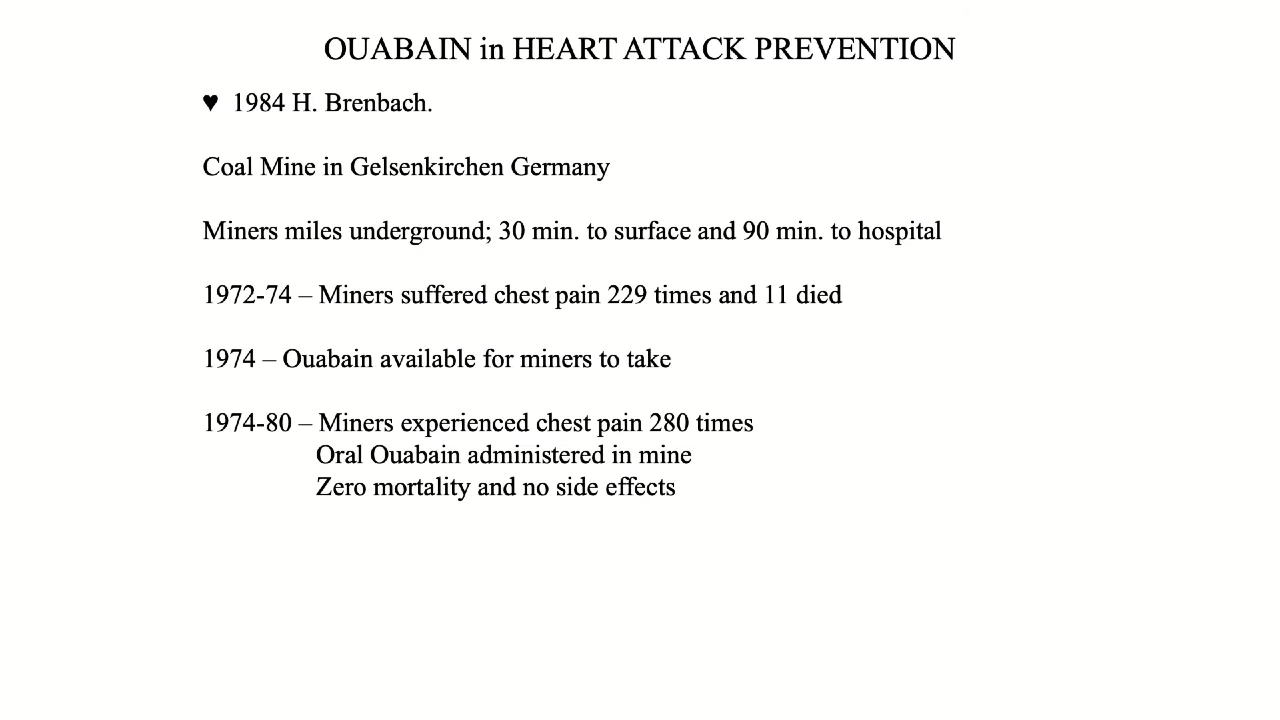 OUABAIN in HEART ATTACK PREVENTION
♥ 1984 H. Brenbach.
Coal Mine in Gelsenkirchen Germany
Miners miles underground; 30 min. to surface and 90 min. to hospital
1972-74 – Miners suffered chest pain 229 times and 11 died
1974 – Ouabain available for miners to take
1974-80 – Miners experienced chest pain 280 times
Oral Ouabain administered in mine
Zero mortality and no side effects